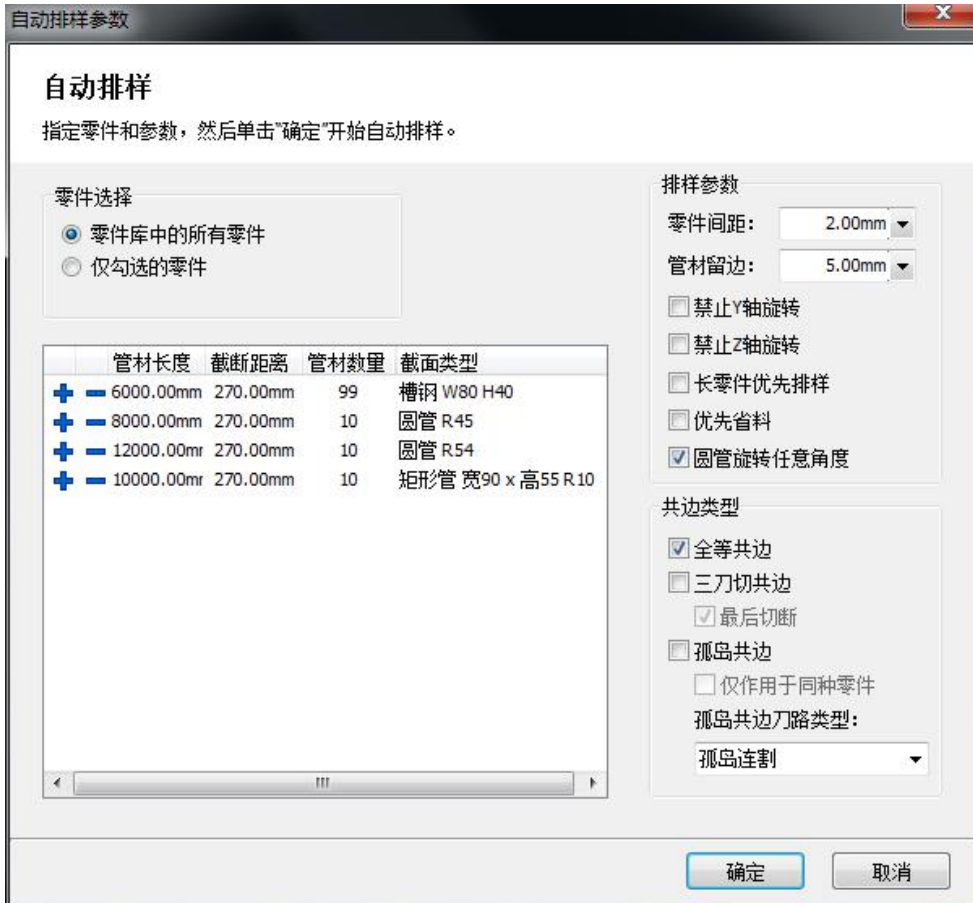 自动排样参数
自动排样
指定零件和参数，然后单击"确定"开始自动排样。
零件选择
零件库中的所有零件
仅勾选的零件
管材长度 截断距离 管材数量 截面类型
6000.00mm 270.00mm 99 槽钢 W80 H40
8000.00mm 270.00mm 10 圆管 R45
12000.00mr 270.00mm 10 圆管 R54
10000.00mr 270.00mm 10 矩形管 宽90 x 高55 R10
排样参数
零件间距： 2.00mm
管材留边： 5.00mm
禁止Y轴旋转
禁止Z轴旋转
长零件优先排样
优先省料
圆管旋转任意角度
共边类型
全等共边
三刀切共边
最后切断
孤岛共边
仅作用于同种零件
孤岛共边刀路类型：
孤岛连割
确定 取消